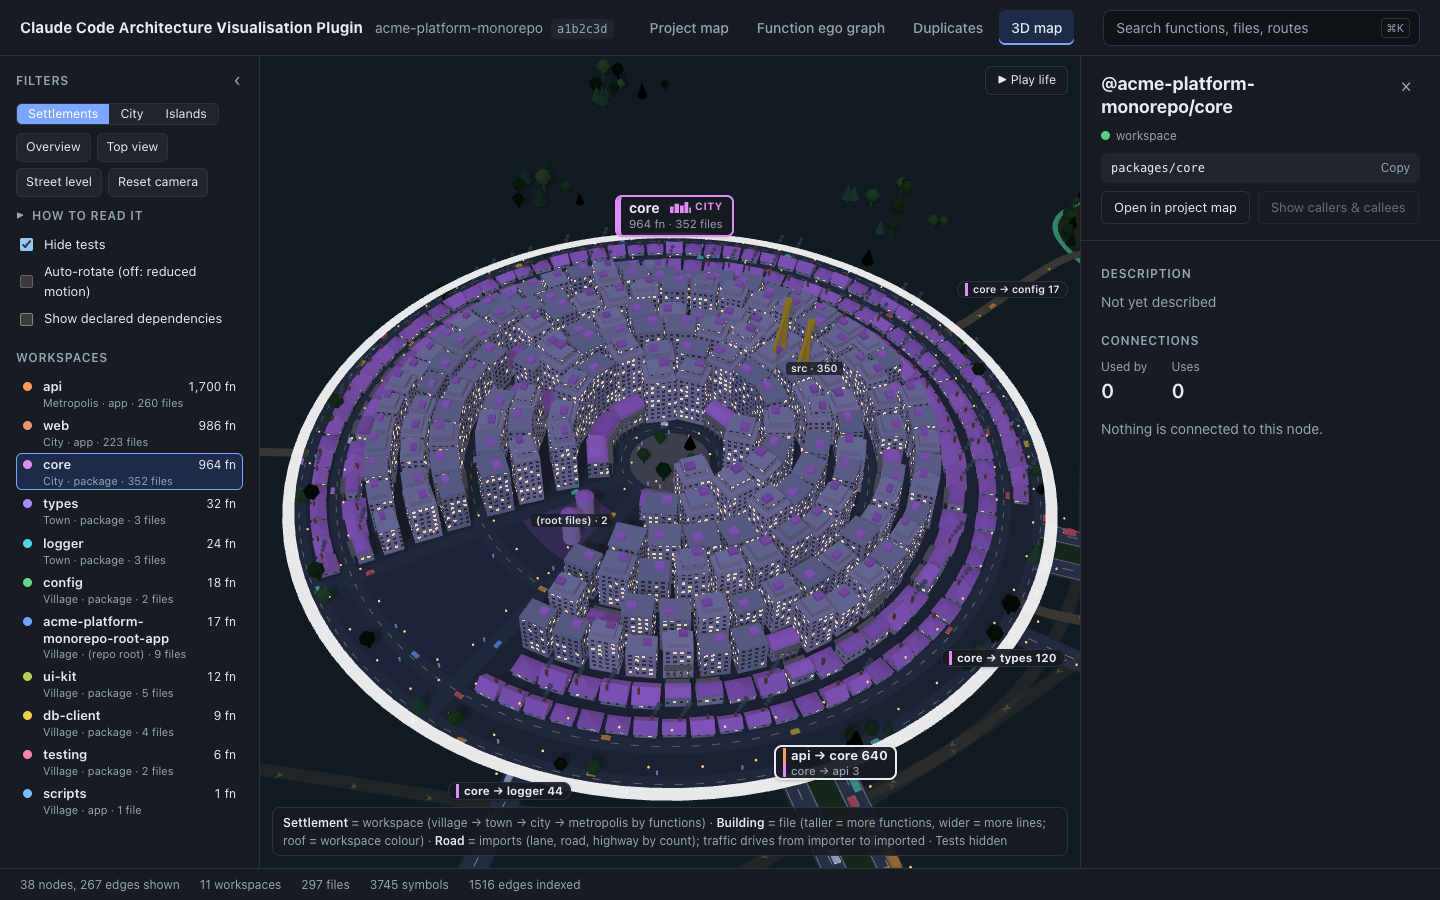 Claude Code Architecture Visualisation Plugin acme-platform-monorepo a1b2c3d Project map Function ego graph Duplicates 3D map Search functions, files, routes ⌘K
FILTERS
Settlements City Islands
Overview Top view
Street level Reset camera
HOW TO READ IT
Hide tests
Auto-rotate (off: reduced
motion)
Show declared dependencies
WORKSPACES
api 1,700 fn
Metropolis · app · 260 files
web 986 fn
City · app · 223 files
core 964 fn
City · package · 352 files
types 32 fn
Town · package · 3 files
logger 24 fn
Town · package · 3 files
config 18 fn
Village · package · 2 files
acme-platform- 17 fn
monorepo-root-app
Village · (repo root) · 9 files
ui-kit 12 fn
Village · package · 5 files
db-client 9 fn
Village · package · 4 files
testing 6 fn
Village · package · 2 files
scripts 1 fn
Village · app · 1 file
Play life
core CITY
964 fn · 352 files
core → config 17
src · 350
(root files) · 2
core → types 120
api → core 640
core → api 3
core → logger 44
Settlement = workspace (village → town → city → metropolis by functions) · Building = file (taller = more functions, wider = more lines;
roof = workspace colour) · Road = imports (lane, road, highway by count); traffic drives from importer to imported · Tests hidden
@acme-platform-
monorepo/core
workspace
packages/core Copy
Open in project map Show callers & callees
DESCRIPTION
Not yet described
CONNECTIONS
Used by Uses
0 0
Nothing is connected to this node.
38 nodes, 267 edges shown 11 workspaces 297 files 3745 symbols 1516 edges indexed